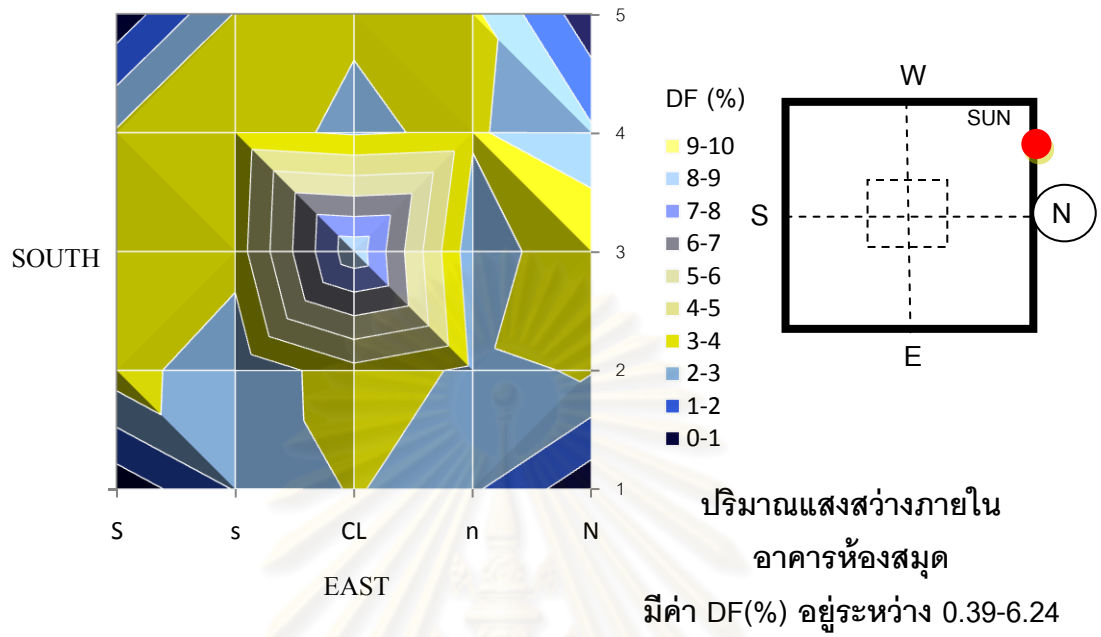 5
4
3
2
1
SOUTH
S s CL n N
EAST
DF (%)
9-10
8-9
7-8
6-7
5-6
4-5
3-4
2-3
1-2
0-1
W
SUN
S
N
E
ปริมาณแสงสว่างภายใน
อาคารห้องสมุด
มีค่า DF(%) อยู่ระหว่าง 0.39-6.24